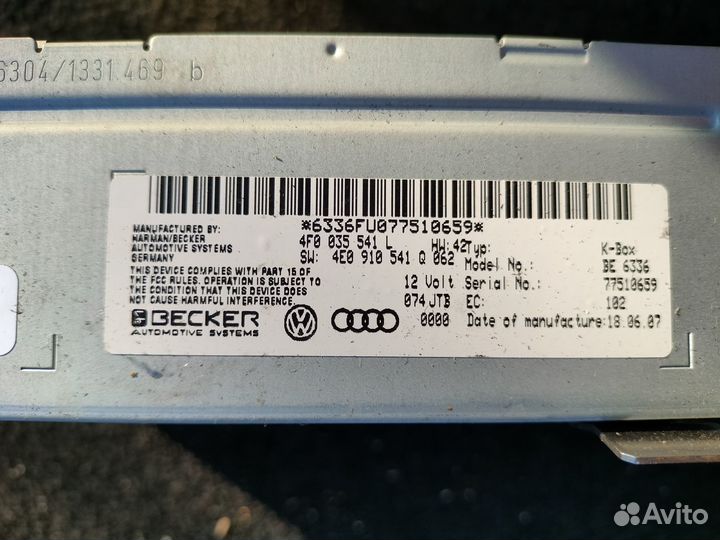 6304/1331.469 b
*6336FU077510659*
MANUFACTURED BY:
HARMAN/BECKER
AUTOMOTIVE SYSTEMS
GERMANY
4F0 035 541 L HW: 42
SW: 4E0 910 541 Q 062
Typ: K-Box
Model No.: BE 6336
THIS DEVICE COMPLIES WITH PART 15 OF
THE FCC RULES. OPERATION IS SUBJECT TO
THE CONDITION THAT THIS DEVICE DOES
NOT CAUSE HARMFUL INTERFERENCE.
12 Volt
Serial No.: 77510659
074JTB
EC: 102
BECKER
AUTOMOTIVE SYSTEMS
0000
Date of manufacture: 18.06.07
Avito